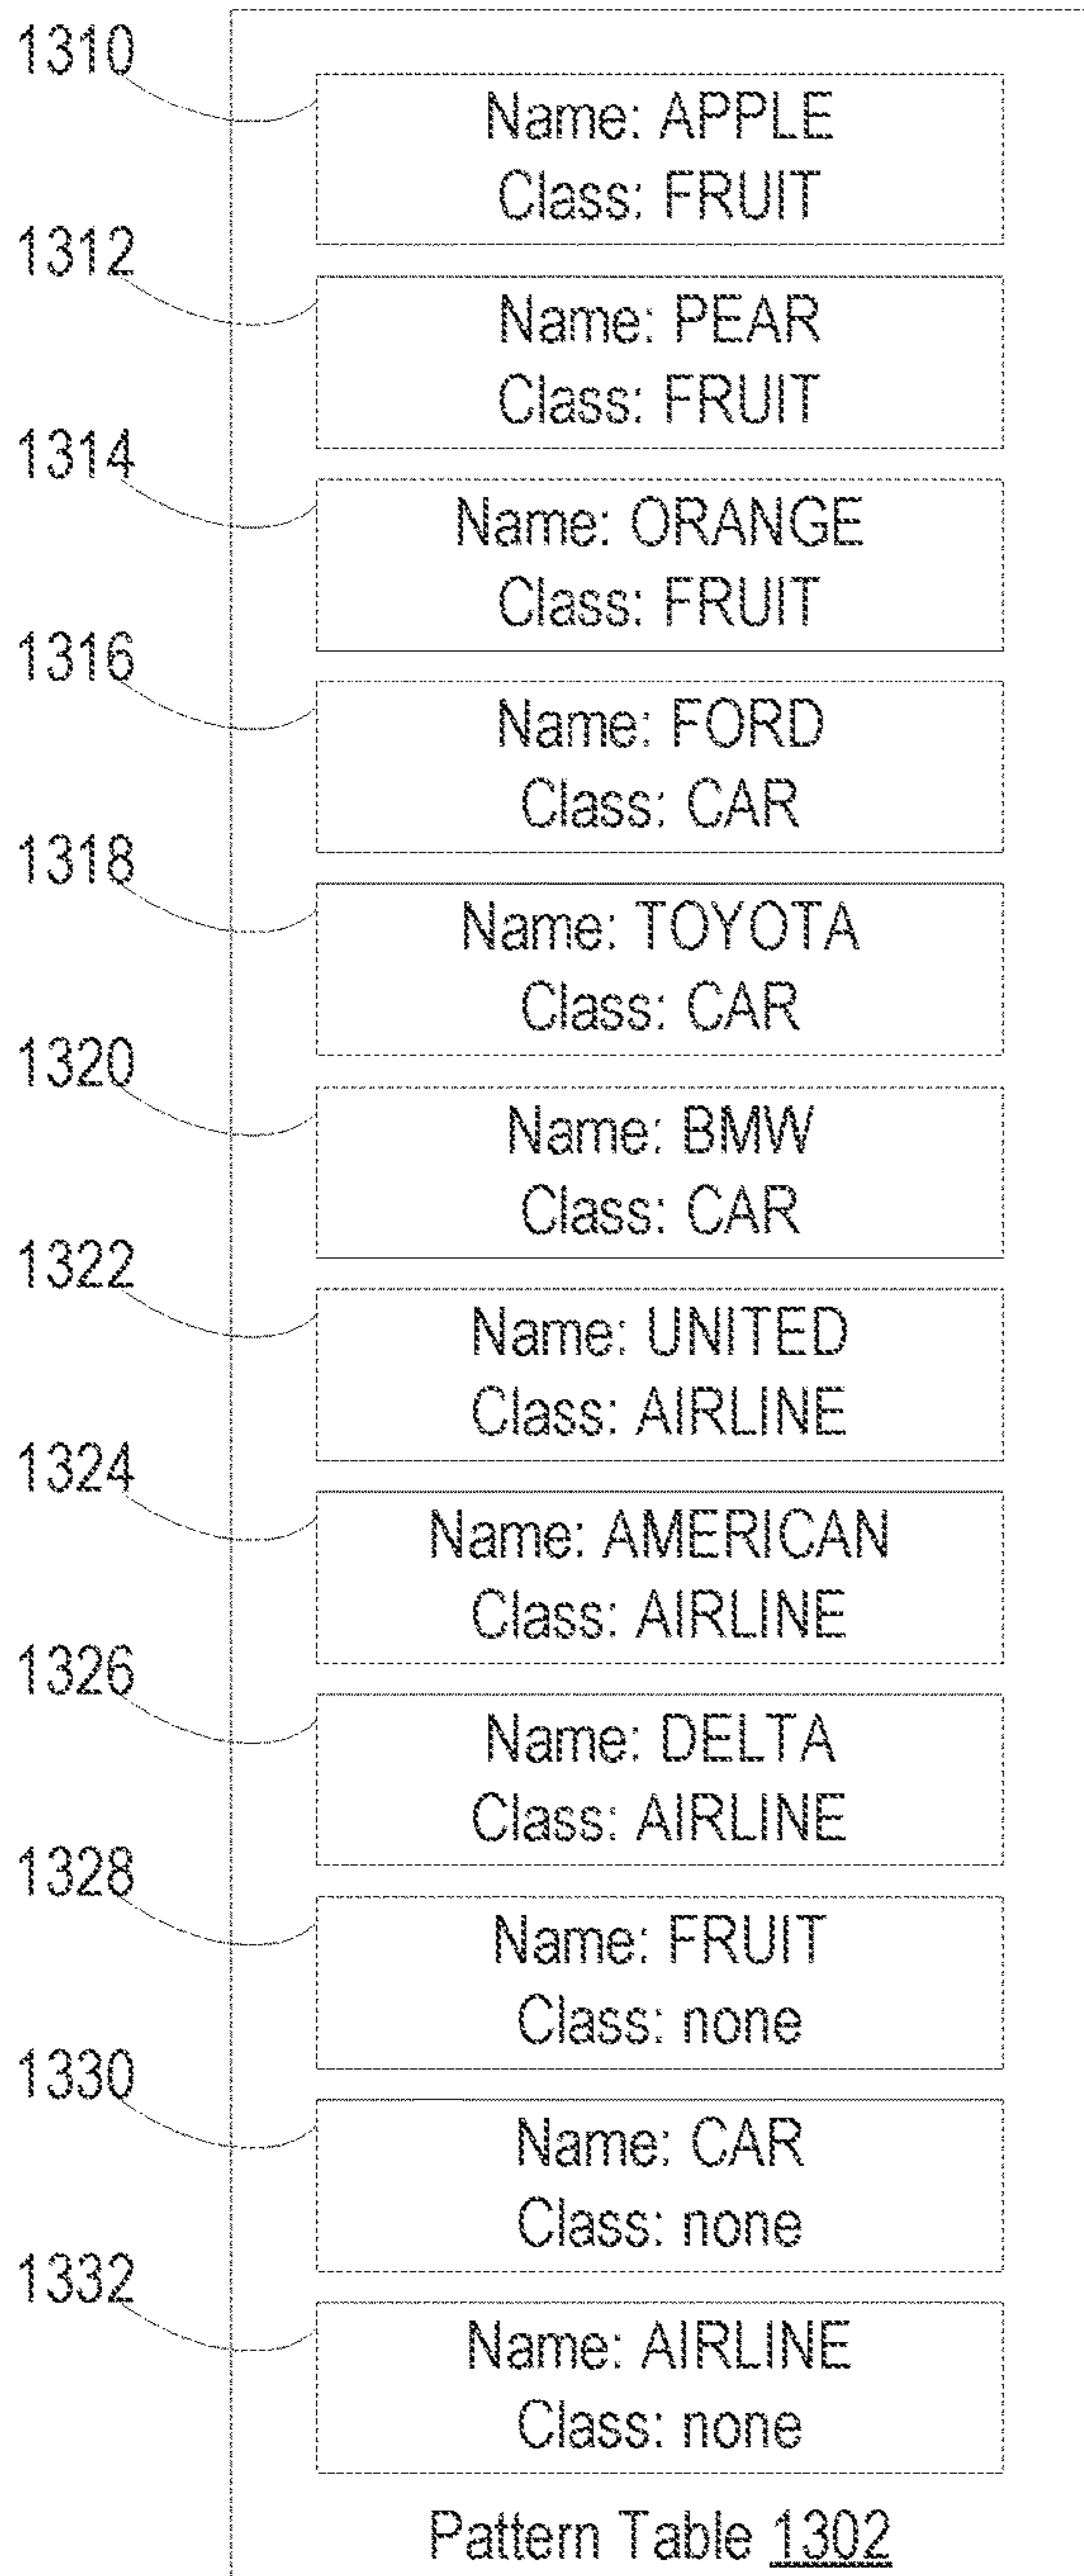 1310
Name: APPLE
Class: FRUIT
1312
Name: PEAR
Class: FRUIT
1314
Name: ORANGE
Class: FRUIT
1316
Name: FORD
Class: CAR
1318
Name: TOYOTA
Class: CAR
1320
Name: BMW
Class: CAR
1322
Name: UNITED
Class: AIRLINE
1324
Name: AMERICAN
Class: AIRLINE
1326
Name: DELTA
Class: AIRLINE
1328
Name: FRUIT
Class: none
1330
Name: CAR
Class: none
1332
Name: AIRLINE
Class: none
Pattern Table 1302